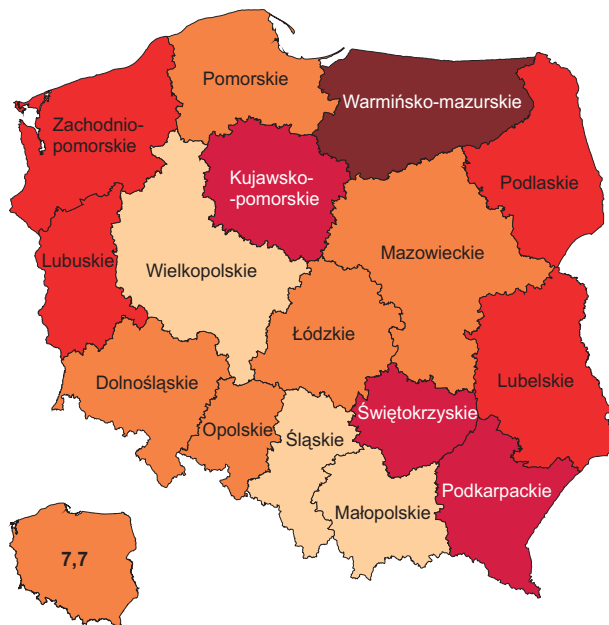 Pomorskie
Warmińsko-mazurskie
Zachodnio-
pomorskie
Kujawsko-
-pomorskie
Podlaskie
Lubuskie
Wielkopolskie
Mazowieckie
Łódzkie
Dolnośląskie
Lubelskie
Opolskie
Śląskie
Świętokrzyskie
Podkarpackie
Małopolskie
7,7